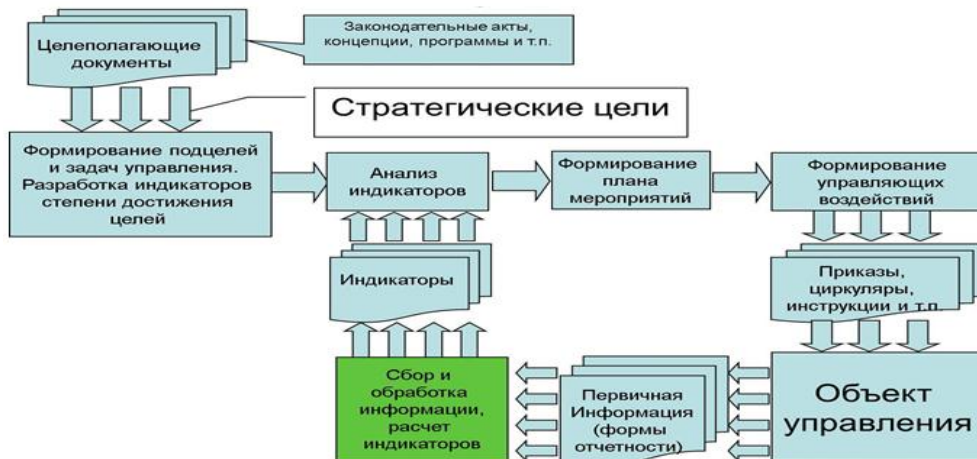 Целеполагающие
документы
Законодательные акты,
концепции, программы и т.п.
Стратегические цели
Формирование подцелей
и задач управления.
Разработка индикаторов
степени достижения
целей
Анализ
индикаторов
Формирование
плана
мероприятий
Формирование
управляющих
воздействий
Индикаторы
Приказы,
циркуляры,
инструкции и т.п.
Сбор и
обработка
информации,
расчет
индикаторов
Первичная
Информация
(формы
отчетности)
Объект
управления